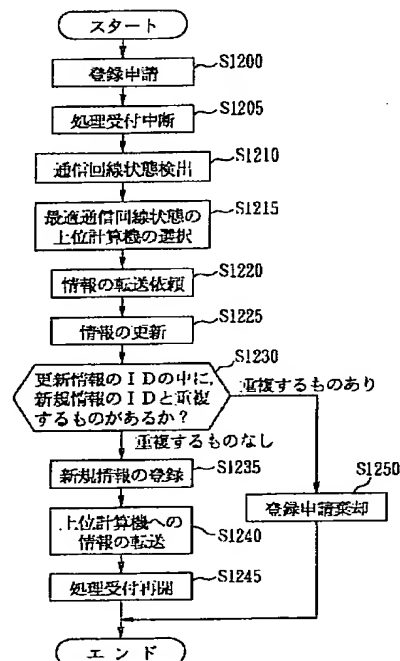 スタート
登録申請
S1200
処理受付中断
S1205
通信回線状態検出
S1210
最適通信回線状態の
上位計算機の選択
S1215
情報の転送依頼
S1220
情報の更新
S1225
更新情報のIDの中に,
新規情報のIDと重複
するものがあるか?
S1230
重複するものあり
重複するものなし
新規情報の登録
S1235
登録申請棄却
S1250
上位計算機への
情報の転送
S1240
処理受付再開
S1245
エンド